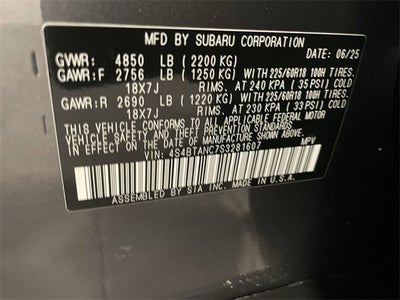 MFD BY SUBARU CORPORATION DATE: 06/25
GVWR: 4850 LB (2200 KG)
GAWR:F 2756 LB (1250 KG) WITH 225/60R18 100H TIRES.
18X7J RIMS. AT 240 KPA (35 PSI) COLD
GAWR:R 2690 LB (1220 KG) WITH 225/60R18 100H TIRES.
18X7J RIMS. AT 230 KPA (33 PSI) COLD
THIS VEHICLE CONFORMS TO ALL APPLICABLE FEDERAL MOTOR
VEHICLE SAFETY AND BUMPER STANDARDS IN EFFECT
ON THE DATE OF MANUFACTURE SHOWN ABOVE.
VIN: 4S4BTANC7S3281607 MPV
ASSEMBLED BY SIA INC. MADE IN U.S.A.